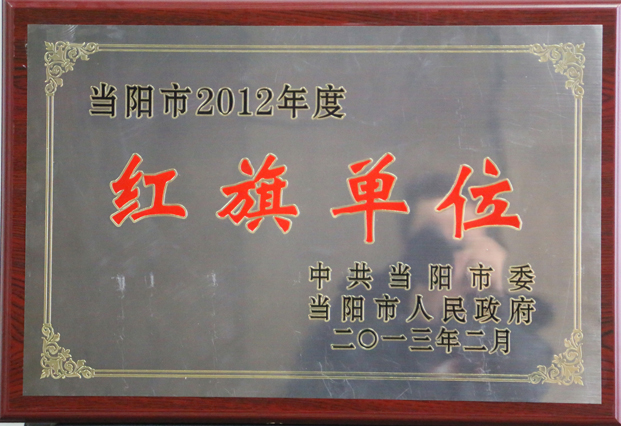 当阳市2012年度
红旗单位
中共当阳市委
当阳市人民政府
二〇一三年二月